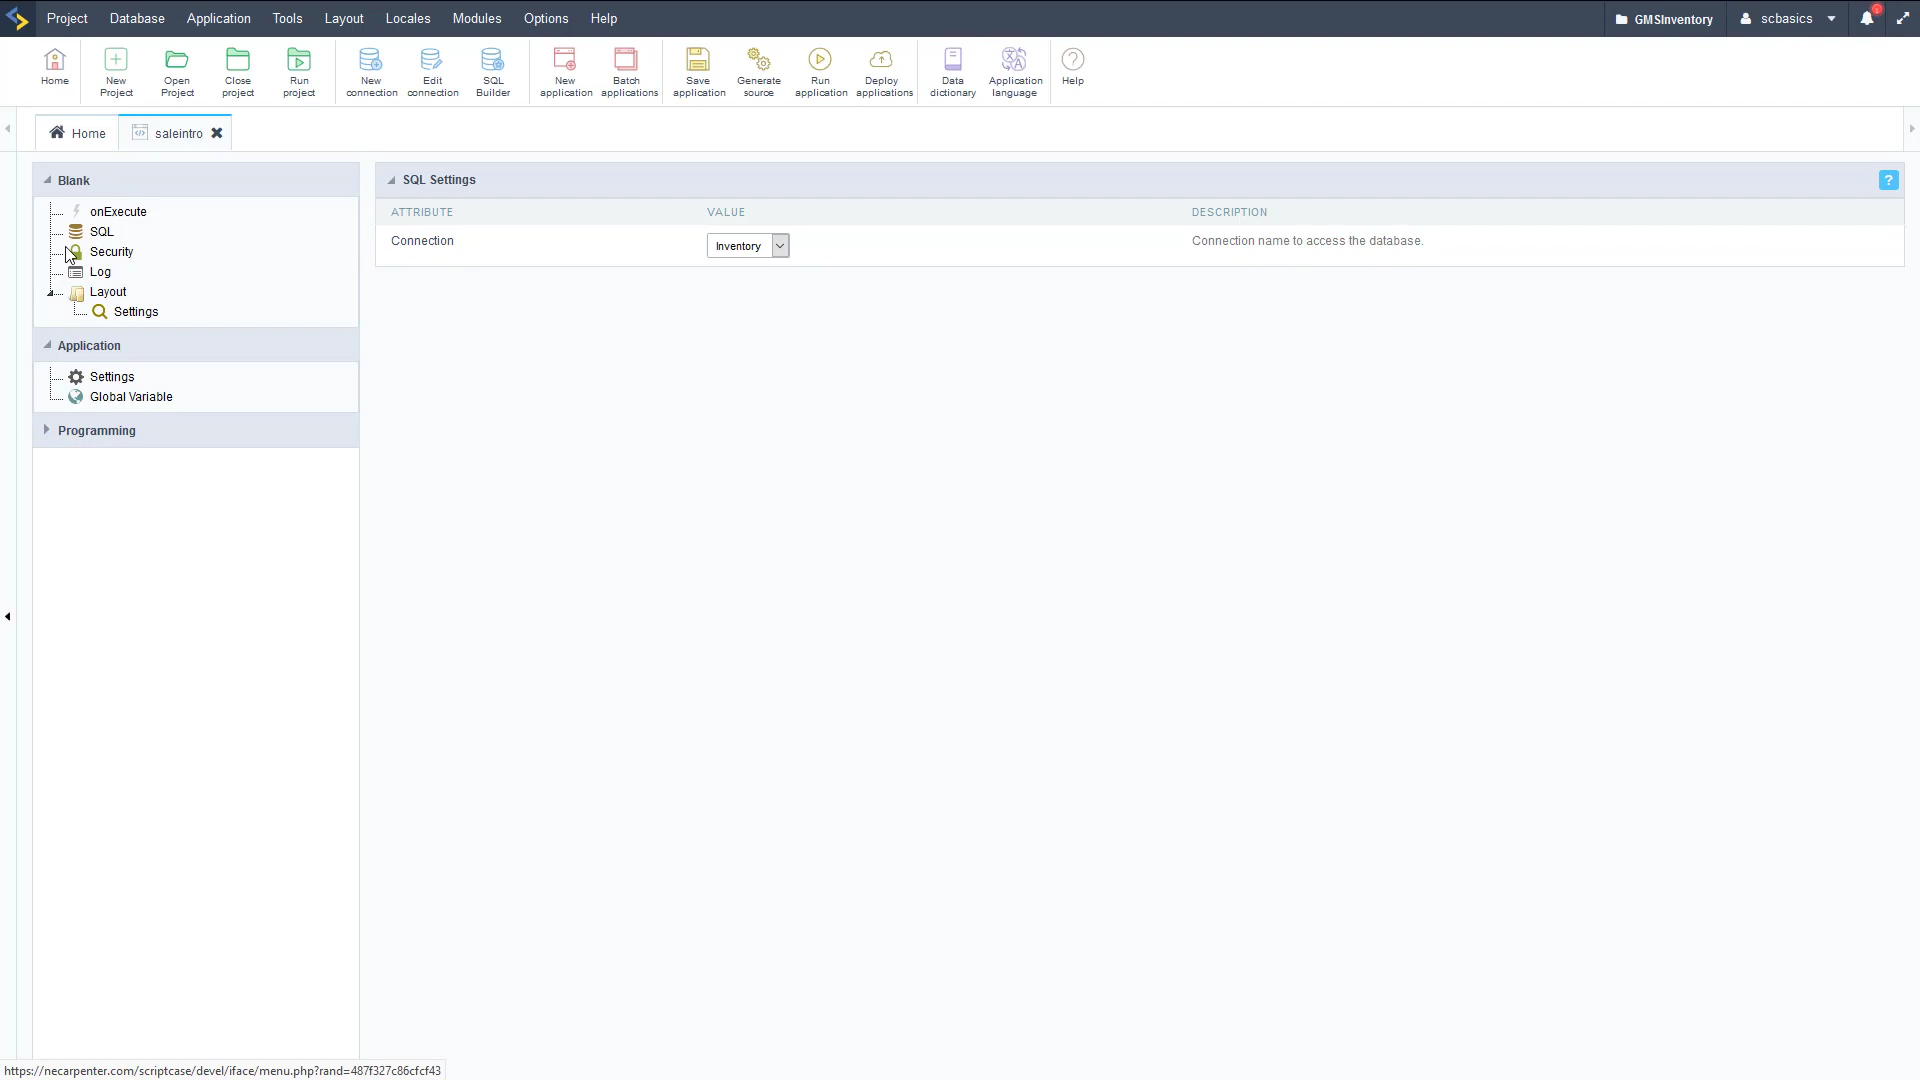 Project Database Application Tools Layout Locales Modules Options Help GMSInventory scbasics
Home
New Project
Open Project
Close project
Run project
New connection
Edit connection
SQL Builder
New application
Batch applications
Save application
Generate source
Run application
Deploy applications
Data dictionary
Application language
Help
Home saleintro
Blank
onExecute
SQL
Security
Log
Layout
Settings
Application
Settings
Global Variable
Programming
SQL Settings ?
ATTRIBUTE VALUE DESCRIPTION
Connection Inventory Connection name to access the database.
https://necarpenter.com/scriptcase/devel/iface/menu.php?rand=487f327c86cfcf43